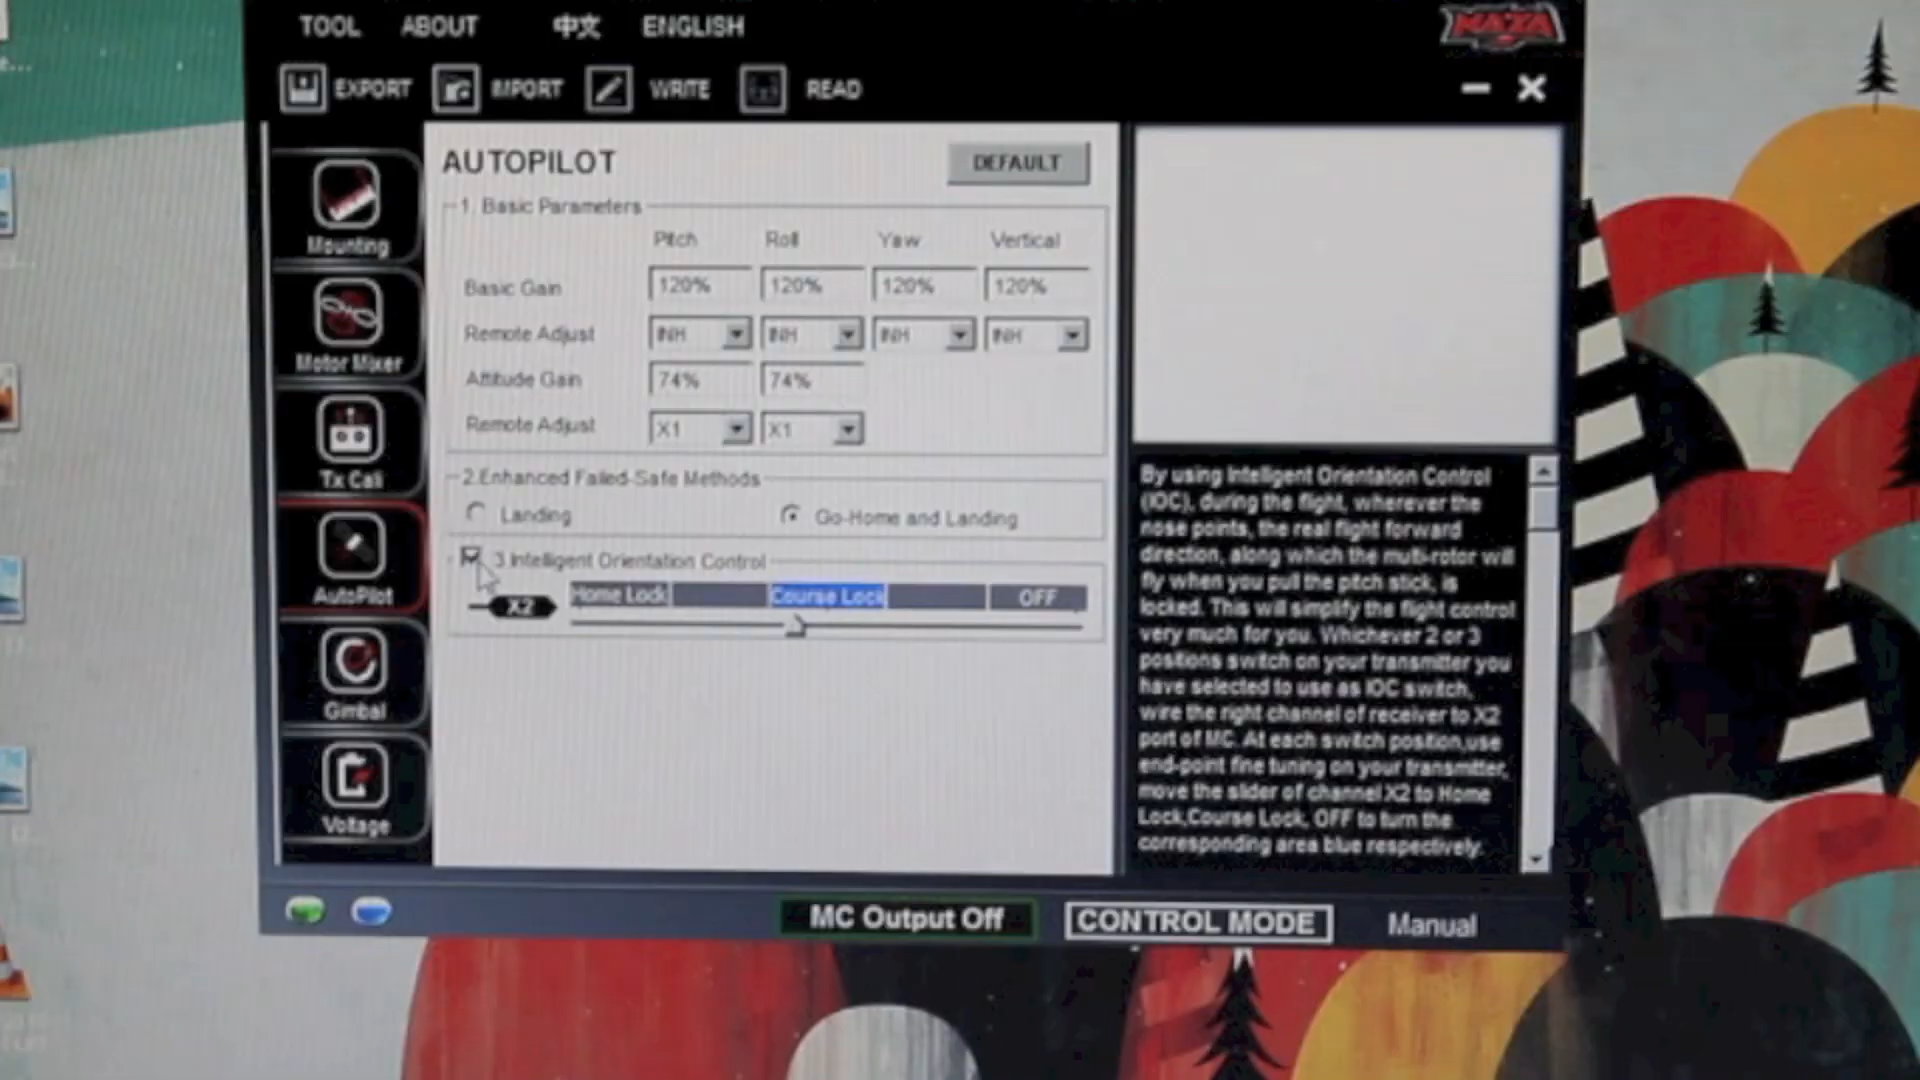 TOOL ABOUT 中文 ENGLISH
NAZA
EXPORT IMPORT WRITE READ
Mounting
Motor Mixer
Tx Cali
AutoPilot
Gimbal
Voltage
AUTOPILOT
DEFAULT
1. Basic Parameters
Pitch Roll Yaw Vertical
Basic Gain 120% 120% 120% 120%
Remote Adjust INH INH INH INH
Attitude Gain 74% 74%
Remote Adjust X1 X1
2.Enhanced Failed-Safe Methods
Landing Go-Home and Landing
3.Intelligent Orientation Control
X2 Home Lock Course Lock OFF
By using Intelligent Orientation Control
(IOC), during the flight, wherever the
nose points, the real flight forward
direction, along which the multi-rotor will
fly when you pull the pitch stick, is
locked. This will simplify the flight control
very much for you. Whichever 2 or 3
positions switch on your transmitter you
have selected to use as IOC switch,
wire the right channel of receiver to X2
port of MC. At each switch position,use
end-point fine tuning on your transmitter,
move the slider of channel X2 to Home
Lock,Course Lock, OFF to turn the
corresponding area blue respectively.
MC Output Off
CONTROL MODE
Manual